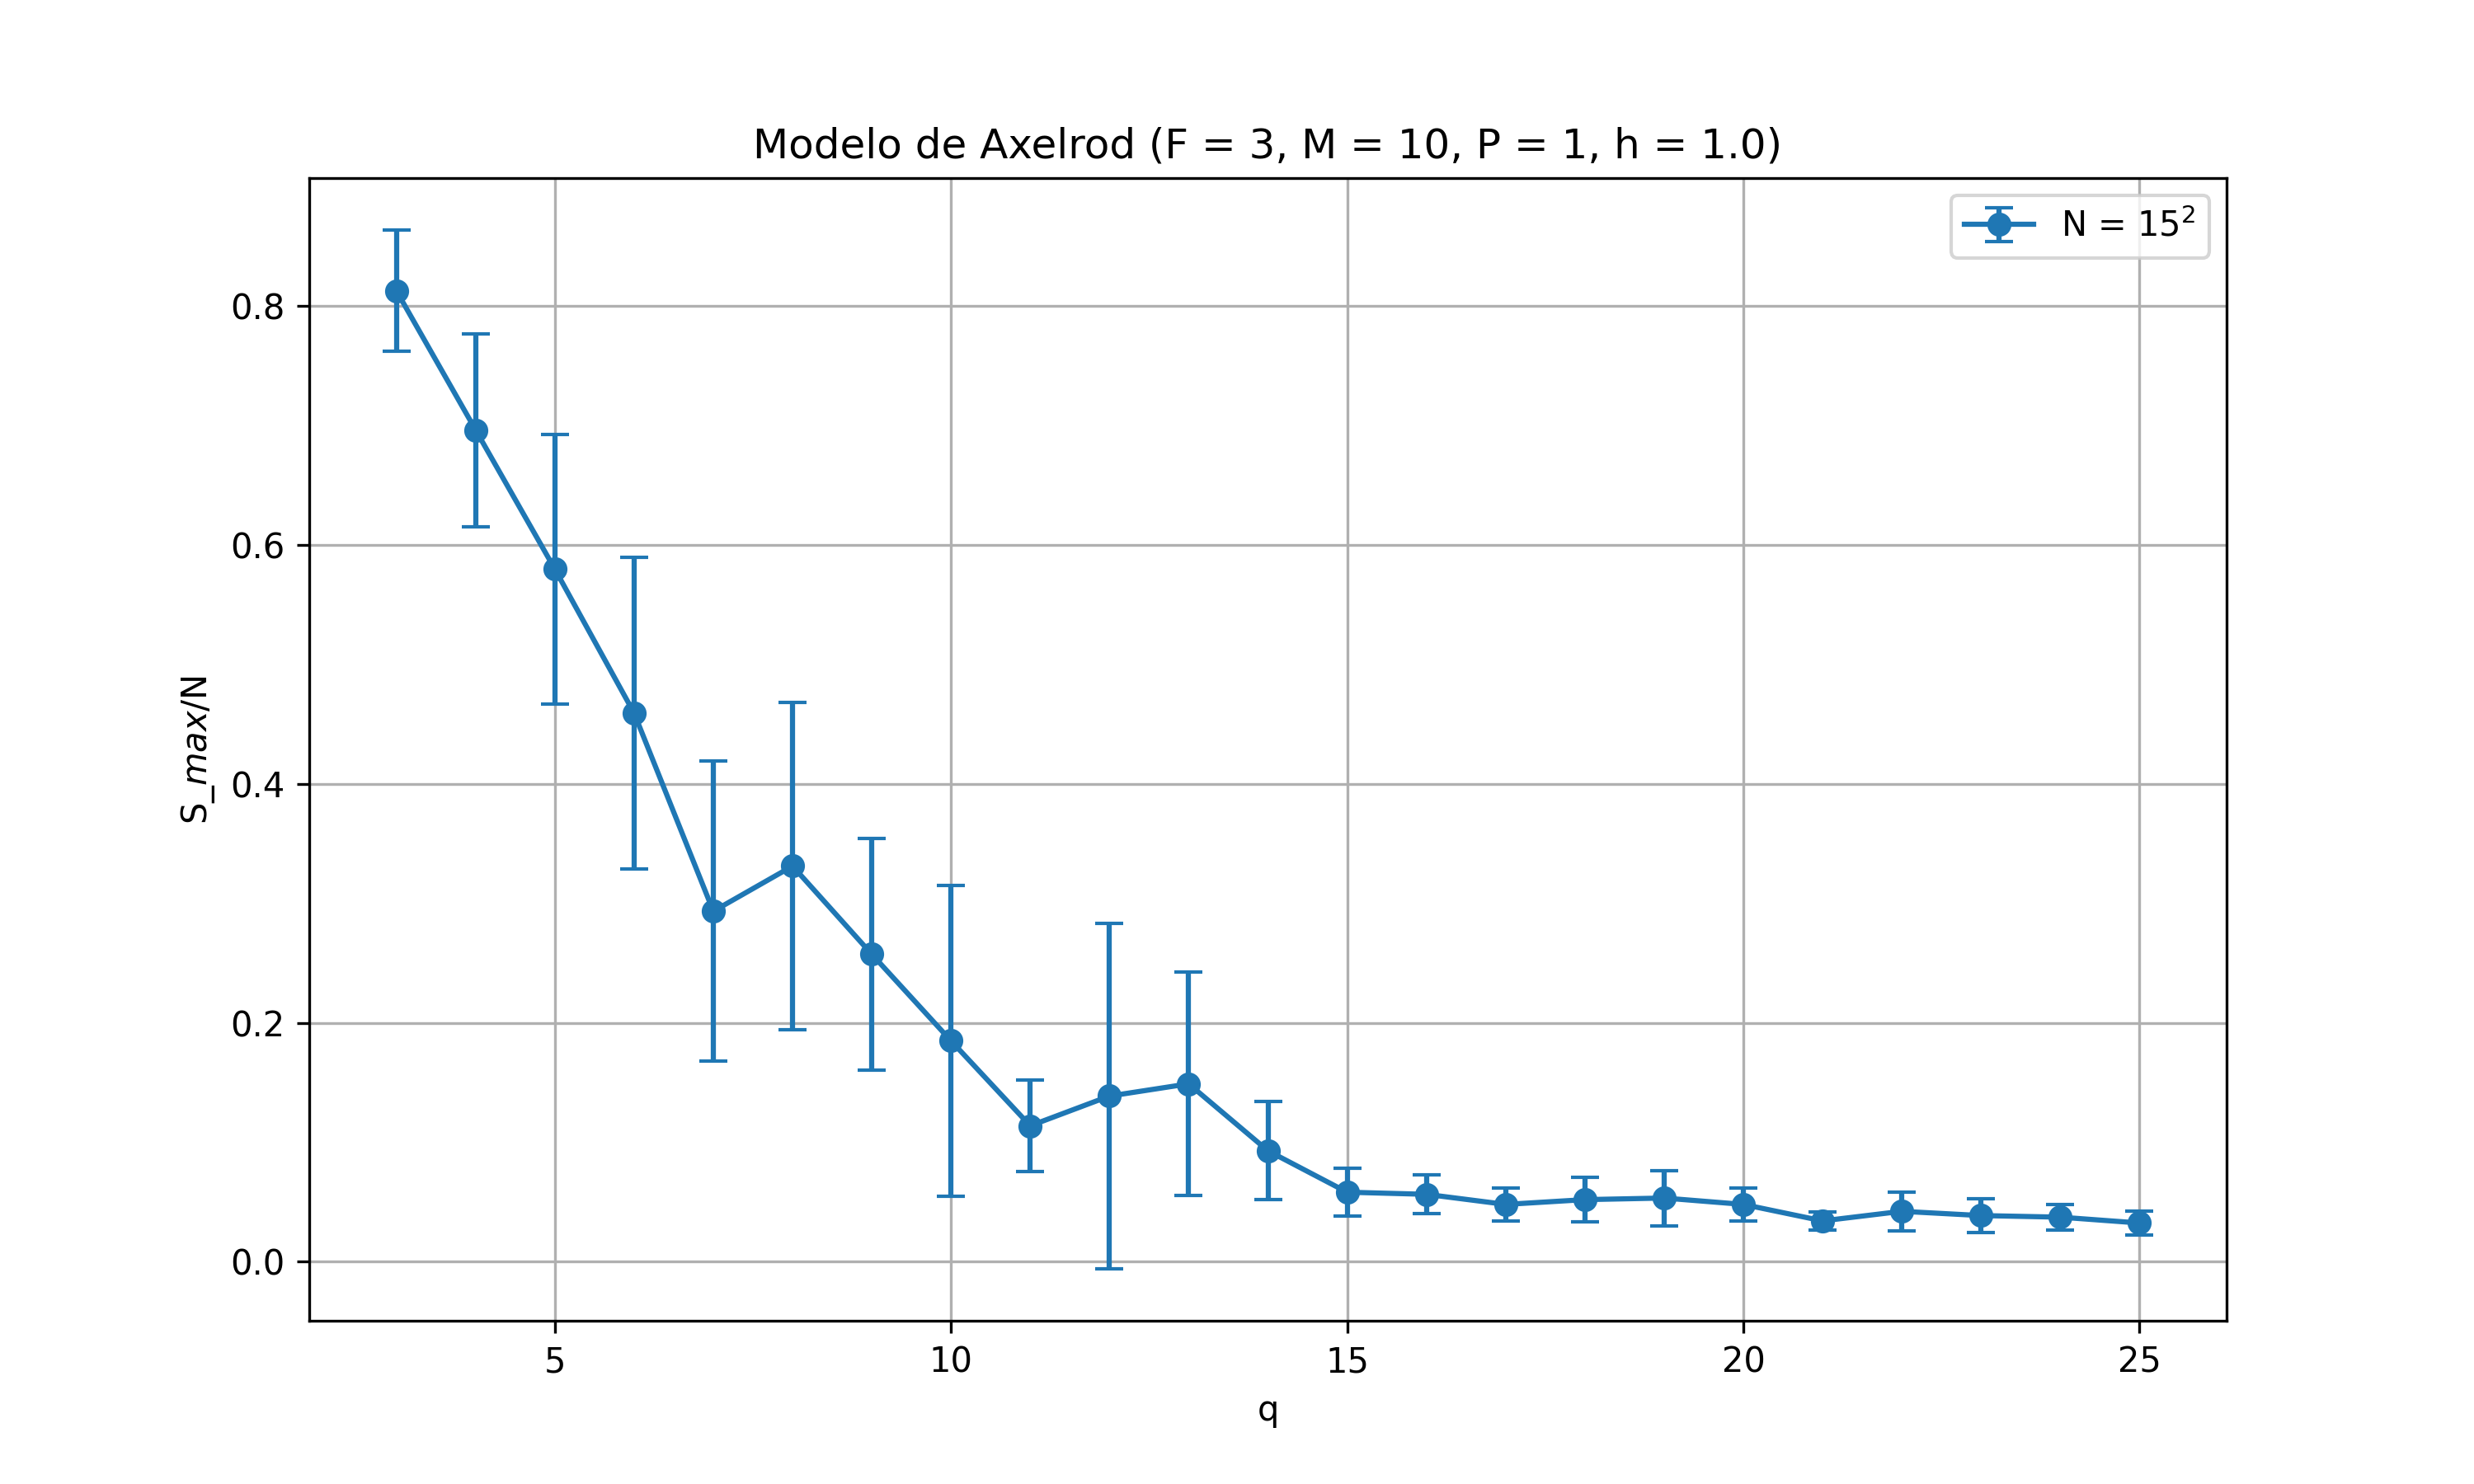 Modelo de Axelrod (F = 3, M = 10, P = 1, h = 1.0)
N = 15²
S_max/N
0.8
0.6
0.4
0.2
0.0
5 10 15 20 25
q